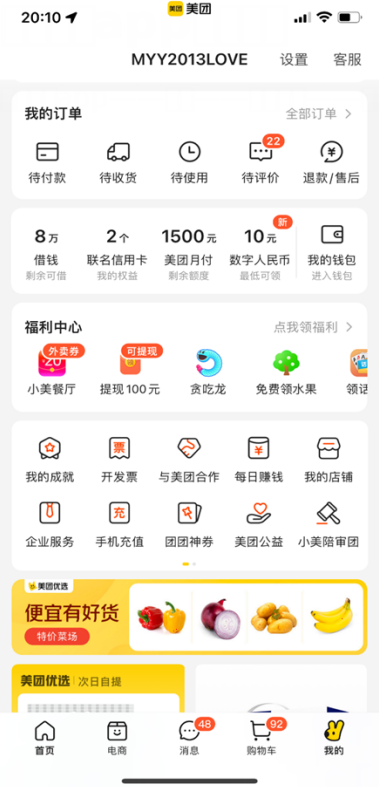 20:10
美团 美团
MYY2013LOVE 设置 客服
我的订单 全部订单
22
待付款 待收货 待使用 待评价 退款/售后
新
8万 2个 1500元 10元
借钱 联名信用卡 美团月付 数字人民币 我的钱包
剩余可借 我的权益 剩余额度 最低可领 进入钱包
福利中心 点我领福利
外卖券 可提现
20
小美餐厅 提现100元 贪吃龙 免费领水果 领话
票
我的成就 开发票 与美团合作 每日赚钱 我的店铺
充
企业服务 手机充值 团团神券 美团公益 小美陪审团
美团优选
便宜有好货
特价菜场
美团优选 次日自提
48 92
首页 电商 消息 购物车 我的